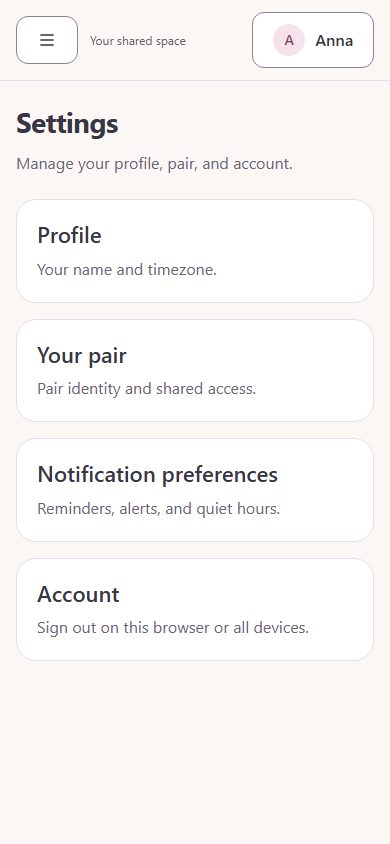 Your shared space
A
Anna
Settings
Manage your profile, pair, and account.
Profile
Your name and timezone.
Your pair
Pair identity and shared access.
Notification preferences
Reminders, alerts, and quiet hours.
Account
Sign out on this browser or all devices.